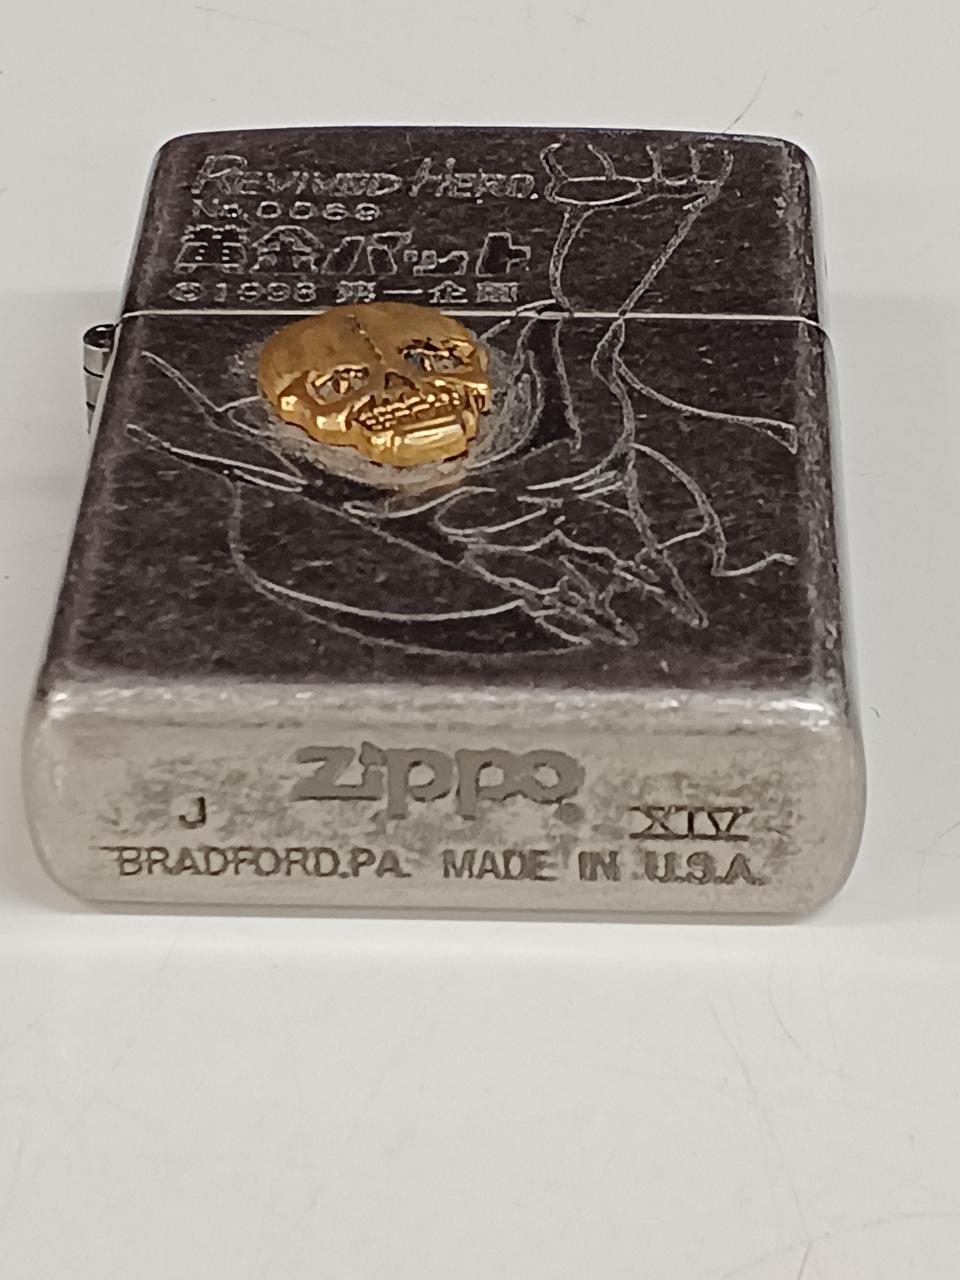 REVIVED HERO.
No.0069
黄金バット
©1998 第一企画
zippo
J XIV
BRADFORD.PA. MADE IN U.S.A.